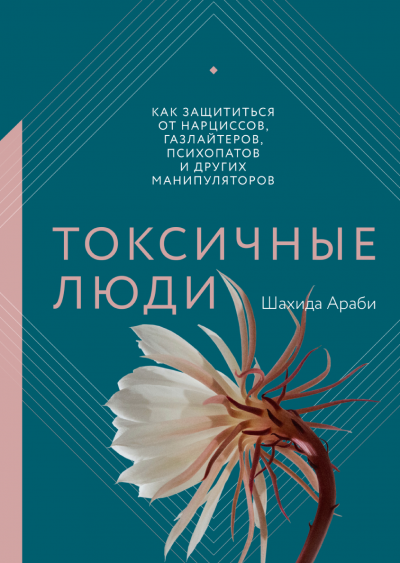 КАК ЗАЩИТИТЬСЯ
ОТ НАРЦИССОВ,
ГАЗЛАЙТЕРОВ,
ПСИХОПАТОВ
И ДРУГИХ
МАНИПУЛЯТОРОВ
ТОКСИЧНЫЕ
ЛЮДИ
Шахида Араби